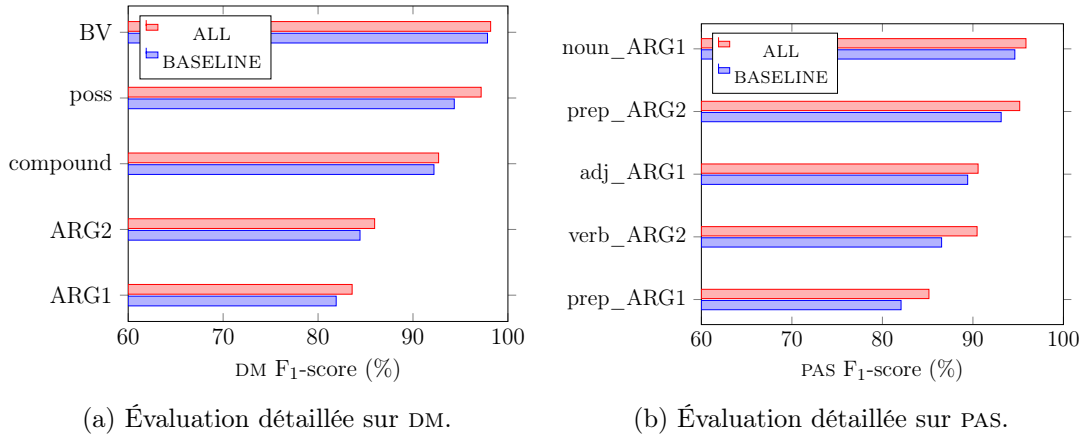 ALL
BASELINE
BV
poss
compound
ARG2
ARG1
60 70 80 90 100
DM F₁-score (%)
(a) Évaluation détaillée sur DM.
ALL
BASELINE
noun_ARG1
prep_ARG2
adj_ARG1
verb_ARG2
prep_ARG1
60 70 80 90 100
PAS F₁-score (%)
(b) Évaluation détaillée sur PAS.